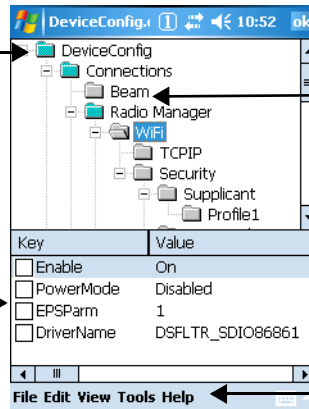 DeviceConfig. 1 10:52 ok
DeviceConfig
Connections
Beam
Radio Manager
WiFi
TCPIP
Security
Supplicant
Profile1
Key Value
Enable On
PowerMode Disabled
EPSParm 1
DriverName DSFLTR_SDIO86861
File Edit View Tools Help